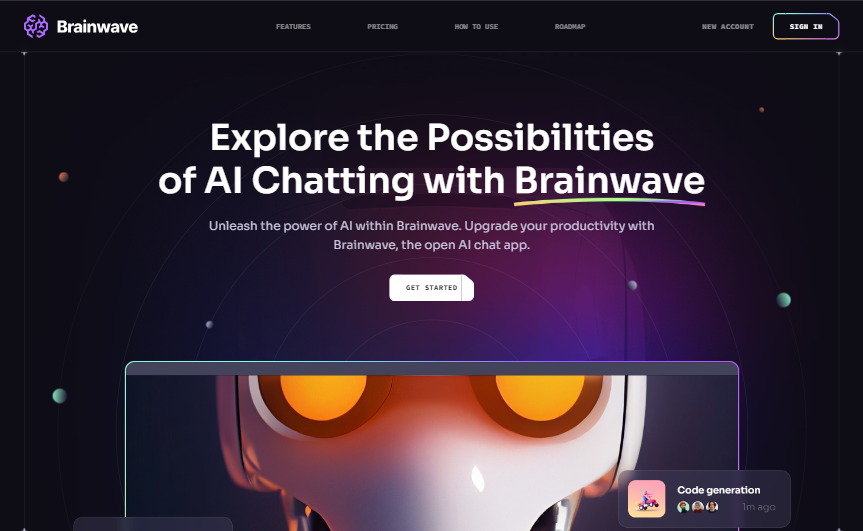 Brainwave
FEATURES
PRICING
HOW TO USE
ROADMAP
NEW ACCOUNT
SIGN IN
Explore the Possibilities
of AI Chatting with Brainwave
Unleash the power of AI within Brainwave. Upgrade your productivity with
Brainwave, the open AI chat app.
GET STARTED
Code generation
1m ago